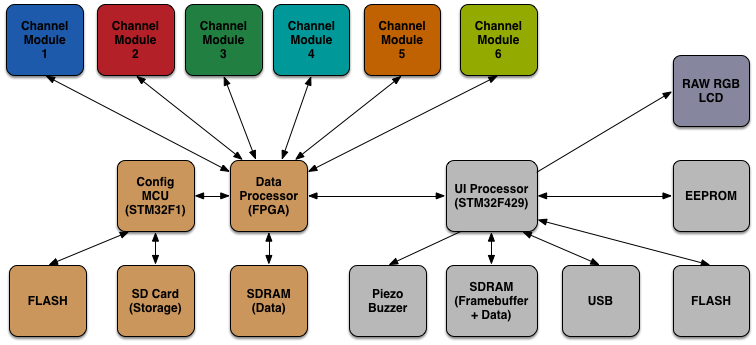 Channel
Module
1
Channel
Module
2
Channel
Module
3
Channel
Module
4
Channel
Module
5
Channel
Module
6
RAW RGB
LCD
Config
MCU
(STM32F1)
Data
Processor
(FPGA)
UI Processor
(STM32F429)
EEPROM
FLASH
SD Card
(Storage)
SDRAM
(Data)
Piezo
Buzzer
SDRAM
(Framebuffer
+ Data)
USB
FLASH